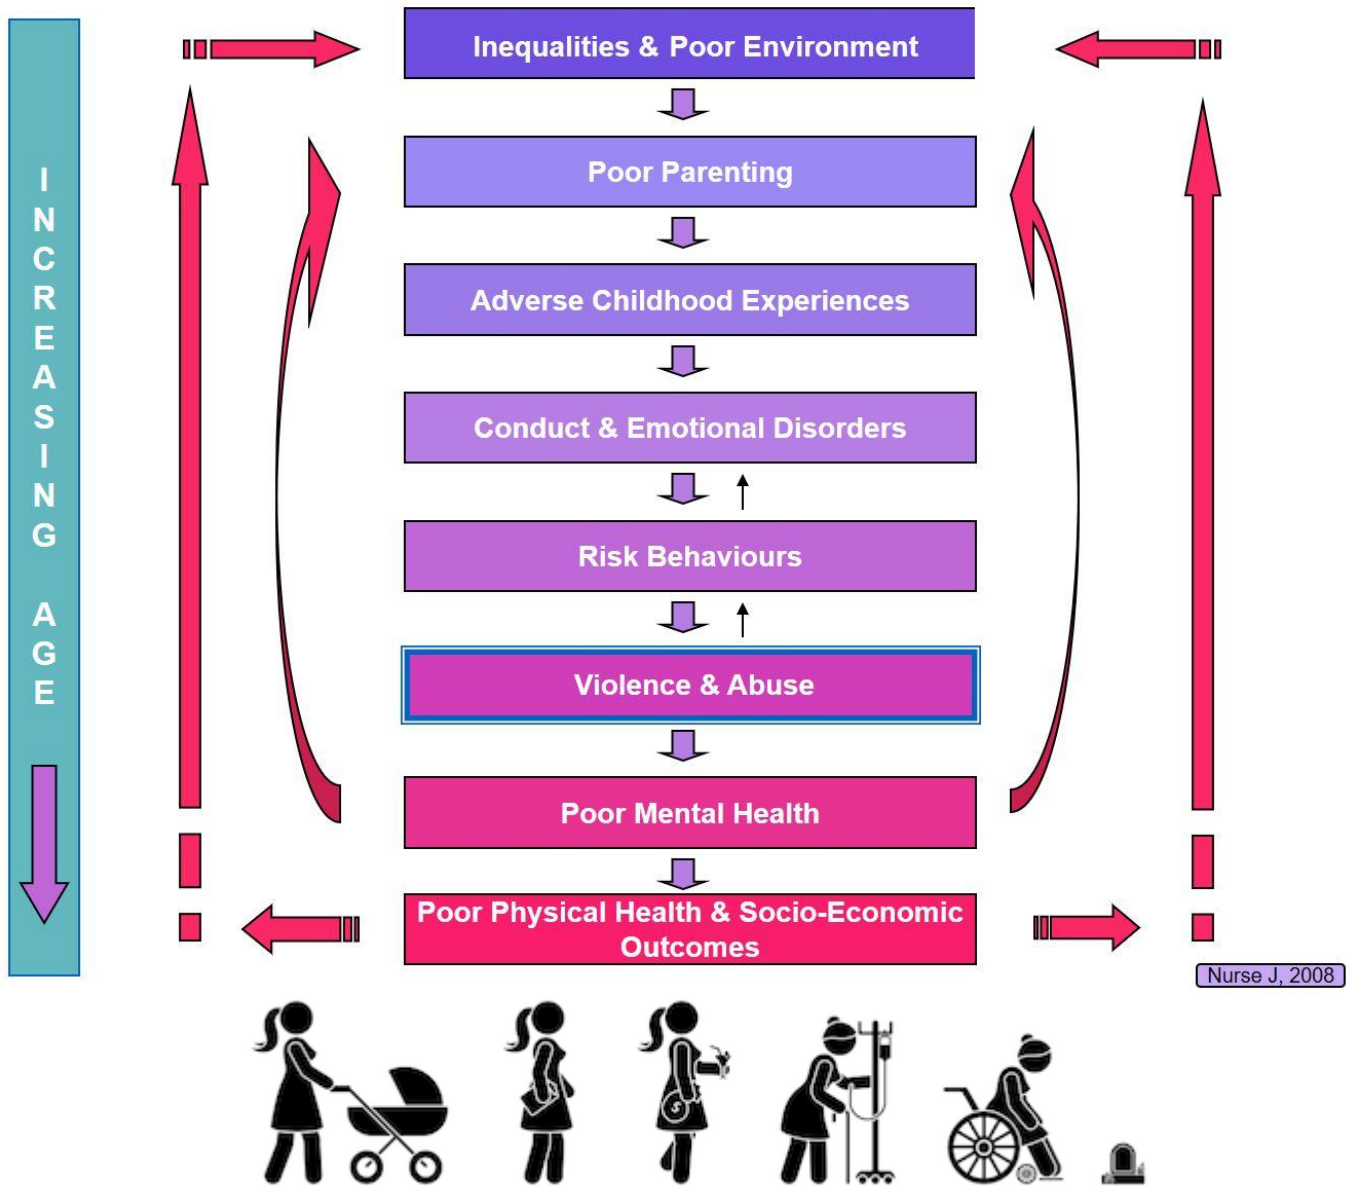 INCREASING AGE
Inequalities & Poor Environment
Poor Parenting
Adverse Childhood Experiences
Conduct & Emotional Disorders
Risk Behaviours
Violence & Abuse
Poor Mental Health
Poor Physical Health & Socio-Economic
Outcomes
Nurse J, 2008
$